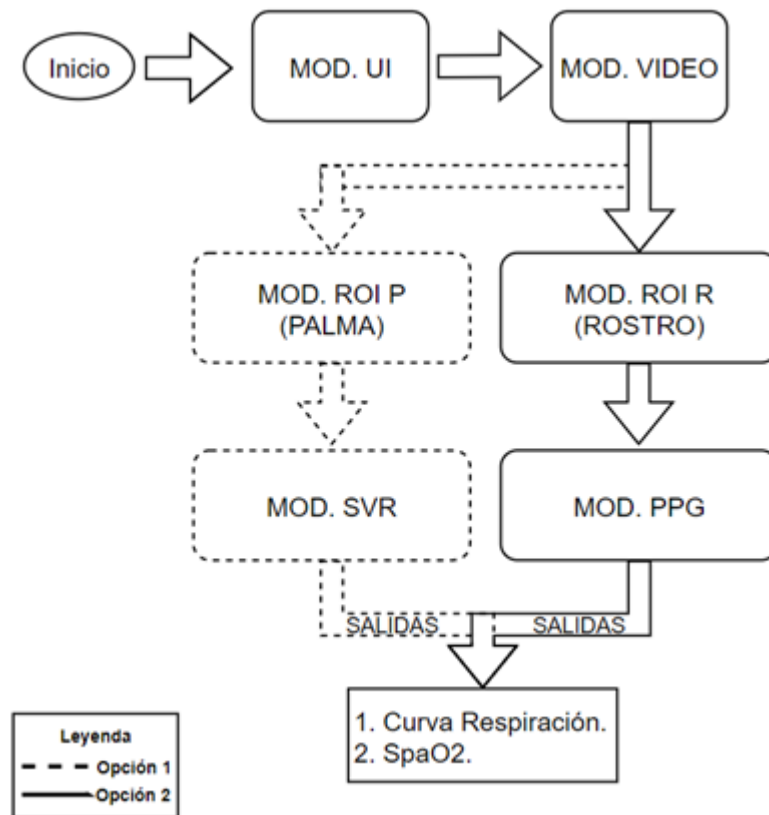 Inicio
MOD. UI
MOD. VIDEO
MOD. ROI P
(PALMA)
MOD. ROI R
(ROSTRO)
MOD. SVR
MOD. PPG
SALIDAS
SALIDAS
1. Curva Respiración.
2. SpaO2.
Leyenda
Opción 1
Opción 2